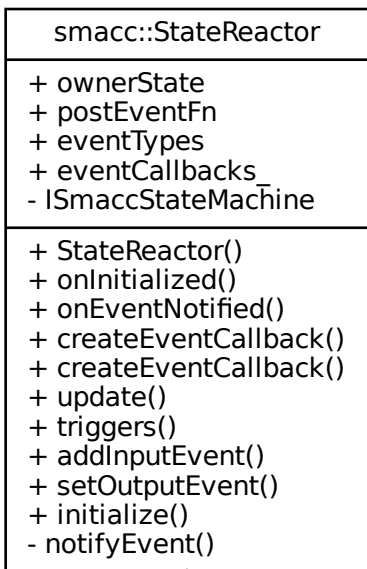 smacc::StateReactor
+ ownerState
+ postEventFn
+ eventTypes
+ eventCallbacks_
- ISmaccStateMachine
+ StateReactor()
+ onInitialized()
+ onEventNotified()
+ createEventCallback()
+ createEventCallback()
+ update()
+ triggers()
+ addInputEvent()
+ setOutputEvent()
+ initialize()
- notifyEvent()